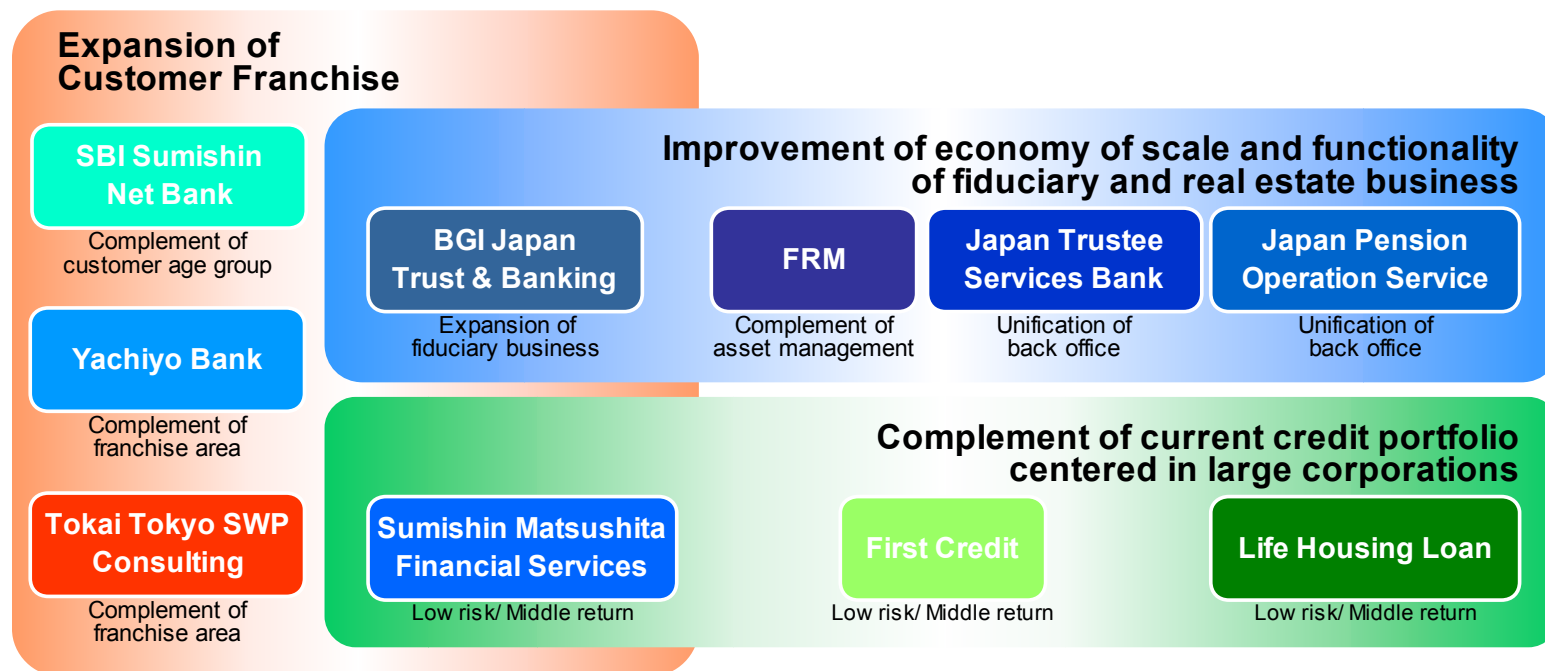 Expansion of
Customer Franchise
SBI Sumishin
Net Bank
Complement of
customer age group
Yachiyo Bank
Complement of
franchise area
Tokai Tokyo SWP
Consulting
Complement of
franchise area
Improvement of economy of scale and functionality
of fiduciary and real estate business
BGI Japan
Trust & Banking
Expansion of
fiduciary business
FRM
Complement of
asset management
Japan Trustee
Services Bank
Unification of
back office
Japan Pension
Operation Service
Unification of
back office
Complement of current credit portfolio
centered in large corporations
Sumishin Matsushita
Financial Services
Low risk/ Middle return
First Credit
Low risk/ Middle return
Life Housing Loan
Low risk/ Middle return